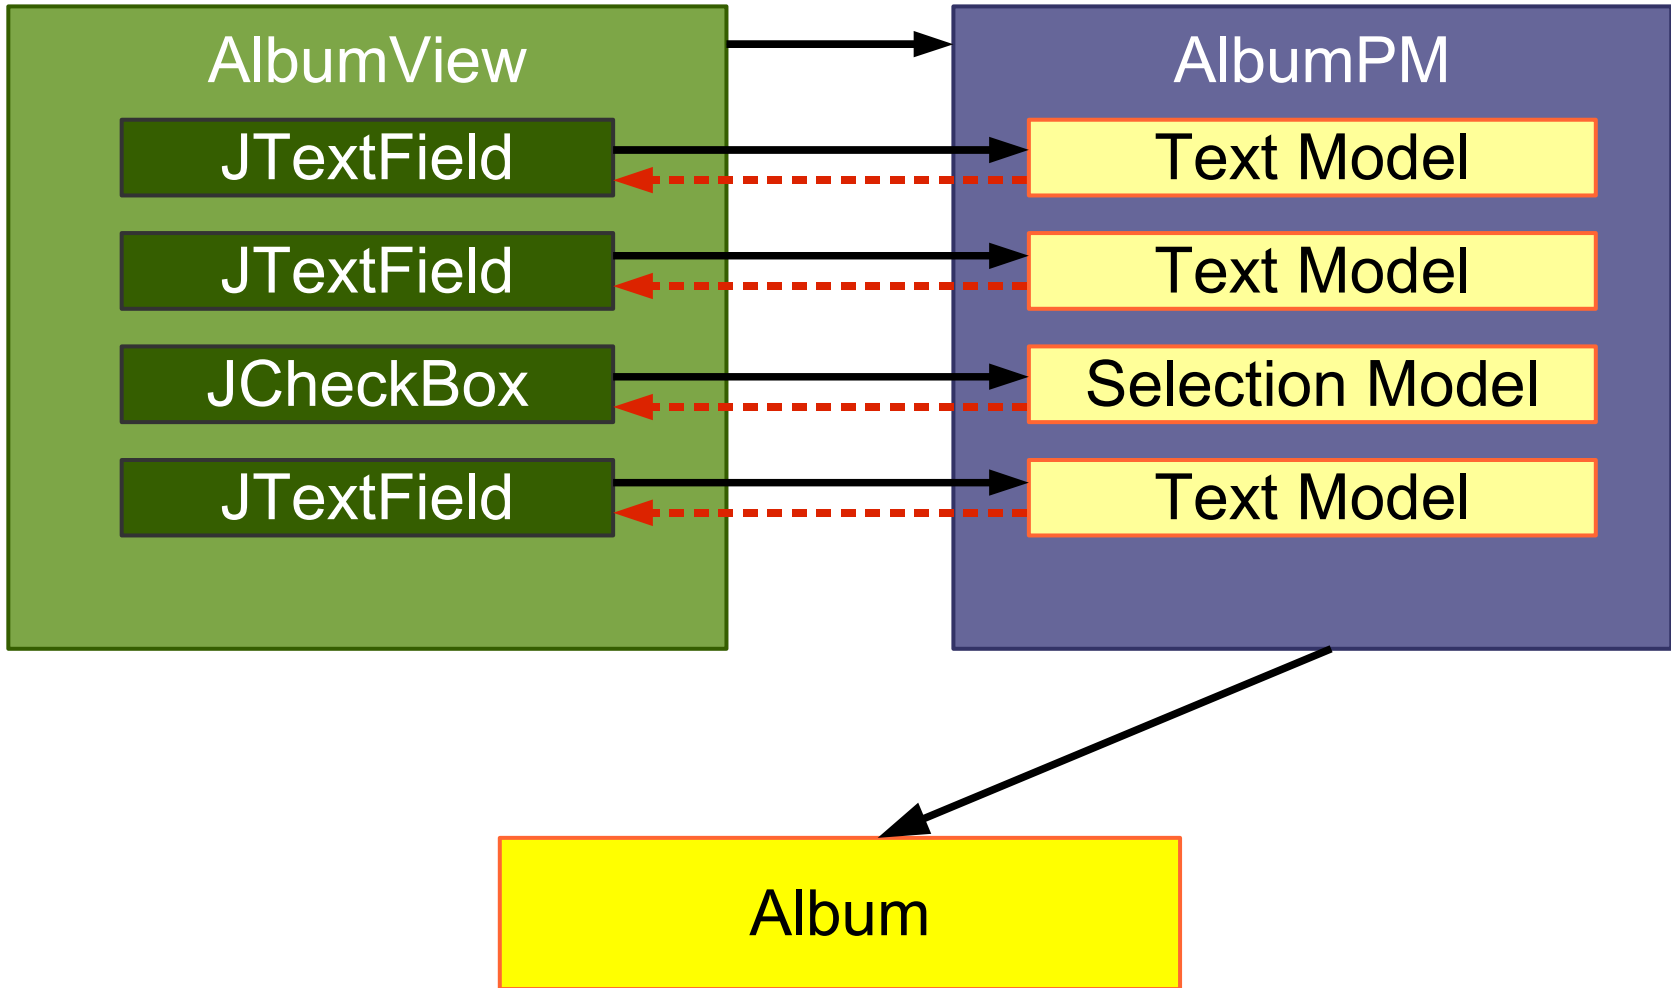 AlbumView
JTextField
JTextField
JCheckBox
JTextField
AlbumPM
Text Model
Text Model
Selection Model
Text Model
Album